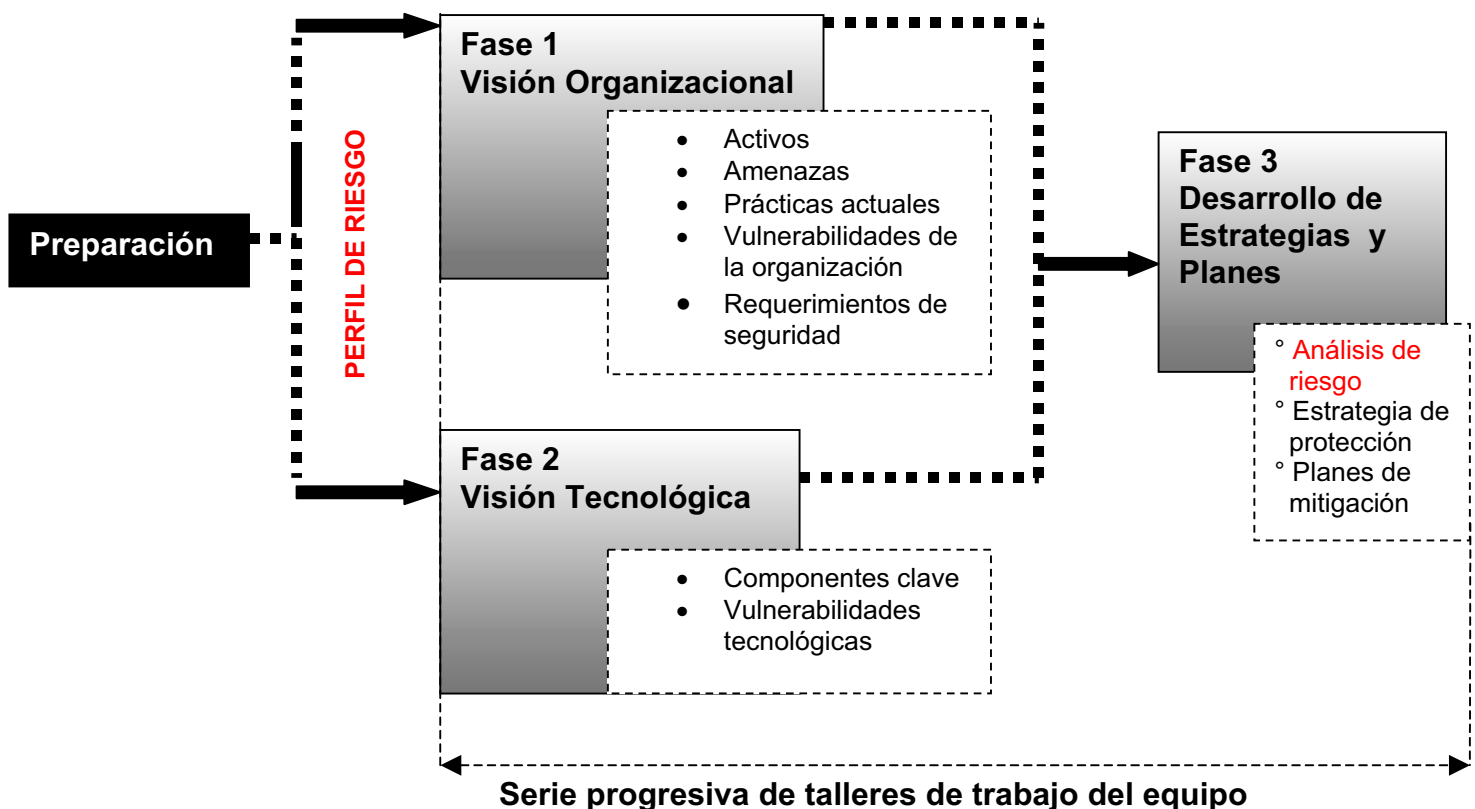 Preparación
PERFIL DE RIESGO
Fase 1
Visión Organizacional
• Activos
• Amenazas
• Prácticas actuales
• Vulnerabilidades de
la organización
• Requerimientos de
seguridad
Fase 2
Visión Tecnológica
• Componentes clave
• Vulnerabilidades
tecnológicas
Fase 3
Desarrollo de
Estrategias y
Planes
° Análisis de
riesgo
° Estrategia de
protección
° Planes de
mitigación
Serie progresiva de talleres de trabajo del equipo